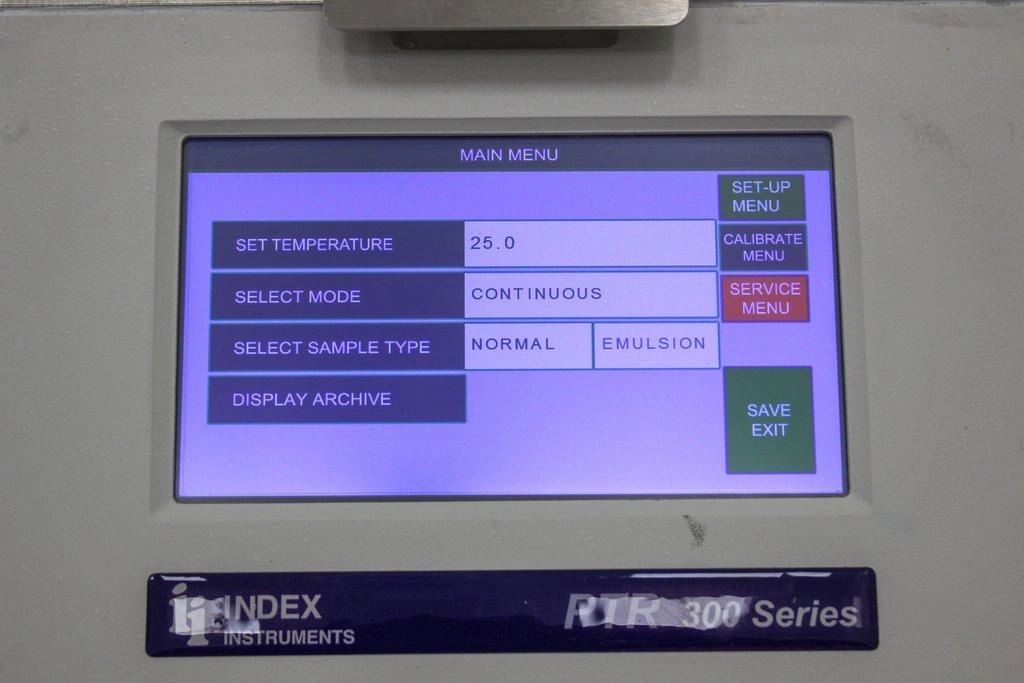 MAIN MENU
SET-UP
MENU
SET TEMPERATURE 25.0
CALIBRATE
MENU
SELECT MODE CONTINUOUS
SERVICE
MENU
SELECT SAMPLE TYPE NORMAL EMULSION
DISPLAY ARCHIVE
SAVE
EXIT
ii INDEX
INSTRUMENTS
PTR 300 Series